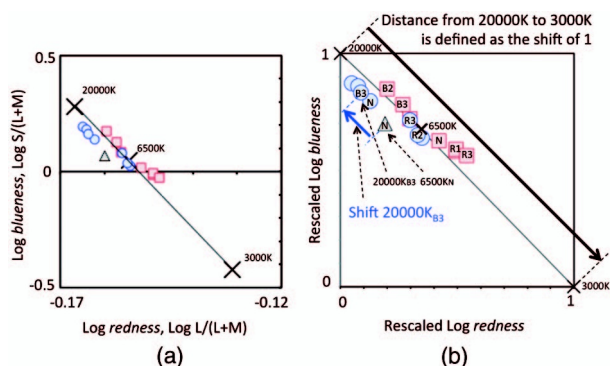 Distance from 20000K to 3000K
is defined as the shift of 1
0.5
20000K
6500K
0
3000K
-0.5
-0.17
-0.12
Log blueness, Log S/(L+M)
Log redness, Log L/(L+M)
(a)
1
20000K
B3
N
B2
B3
R3
6500K
R2
N
N
R1
R3
20000KB3
6500KN
Shift 20000KB3
0
3000K
0
1
Rescaled Log blueness
Rescaled Log redness
(b)